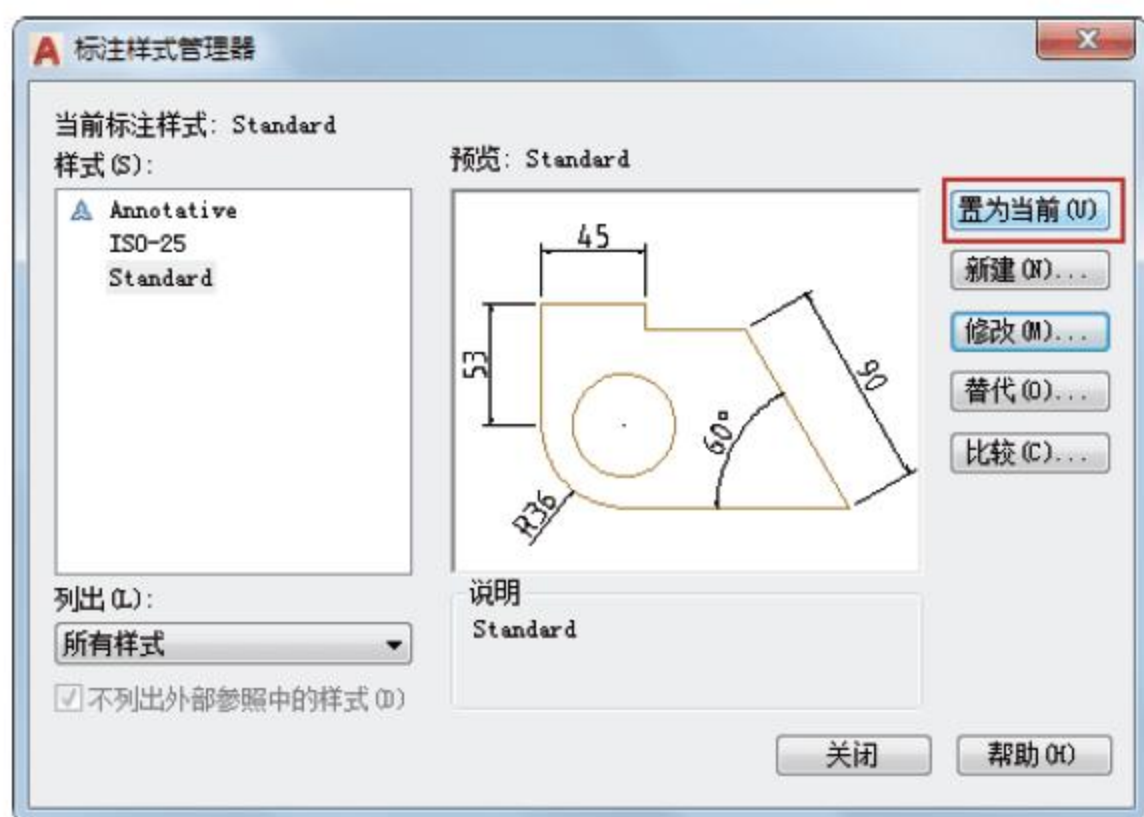 标注样式管理器
当前标注样式: Standard
样式(S):
Annotative
ISO-25
Standard
预览: Standard
45
53
90
60°
R36
置为当前(U)
新建(N)...
修改(M)...
替代(O)...
比较(C)...
列出(L):
所有样式
不列出外部参照中的样式(D)
说明
Standard
关闭
帮助(H)